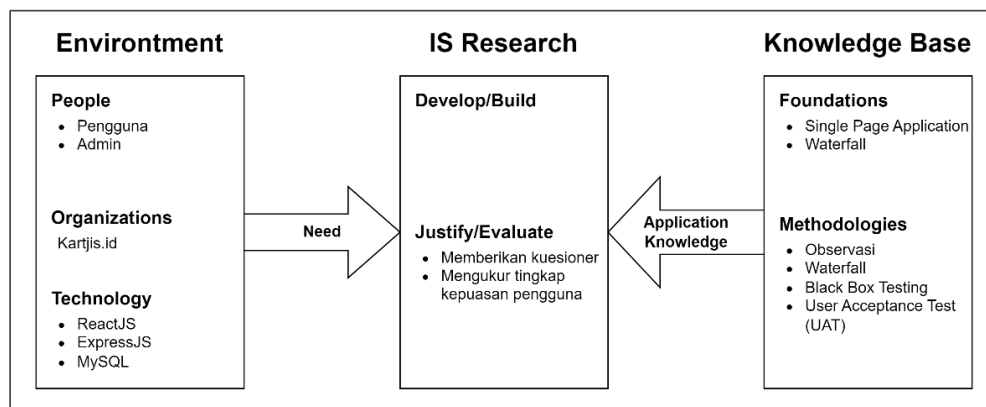 Environtment
People
• Pengguna
• Admin
Organizations
Kartjis.id
Technology
• ReactJS
• ExpressJS
• MySQL
Need
IS Research
Develop/Build
Justify/Evaluate
• Memberikan kuesioner
• Mengukur tingkap
kepuasan pengguna
Application
Knowledge
Knowledge Base
Foundations
• Single Page Application
• Waterfall
Methodologies
• Observasi
• Waterfall
• Black Box Testing
• User Acceptance Test
(UAT)